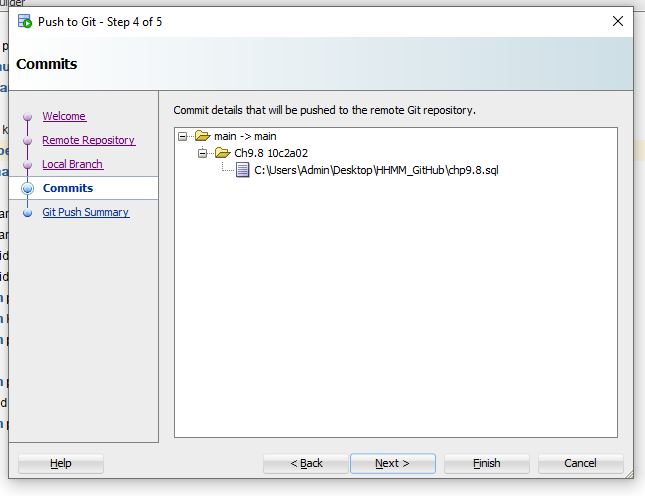 Push to Git - Step 4 of 5
Commits
Welcome
Remote Repository
Local Branch
Commits
Git Push Summary
Commit details that will be pushed to the remote Git repository.
main -> main
Ch9.8 10c2a02
C:\Users\Admin\Desktop\HHMM_GitHub\chp9.8.sql
Help
< Back
Next >
Finish
Cancel